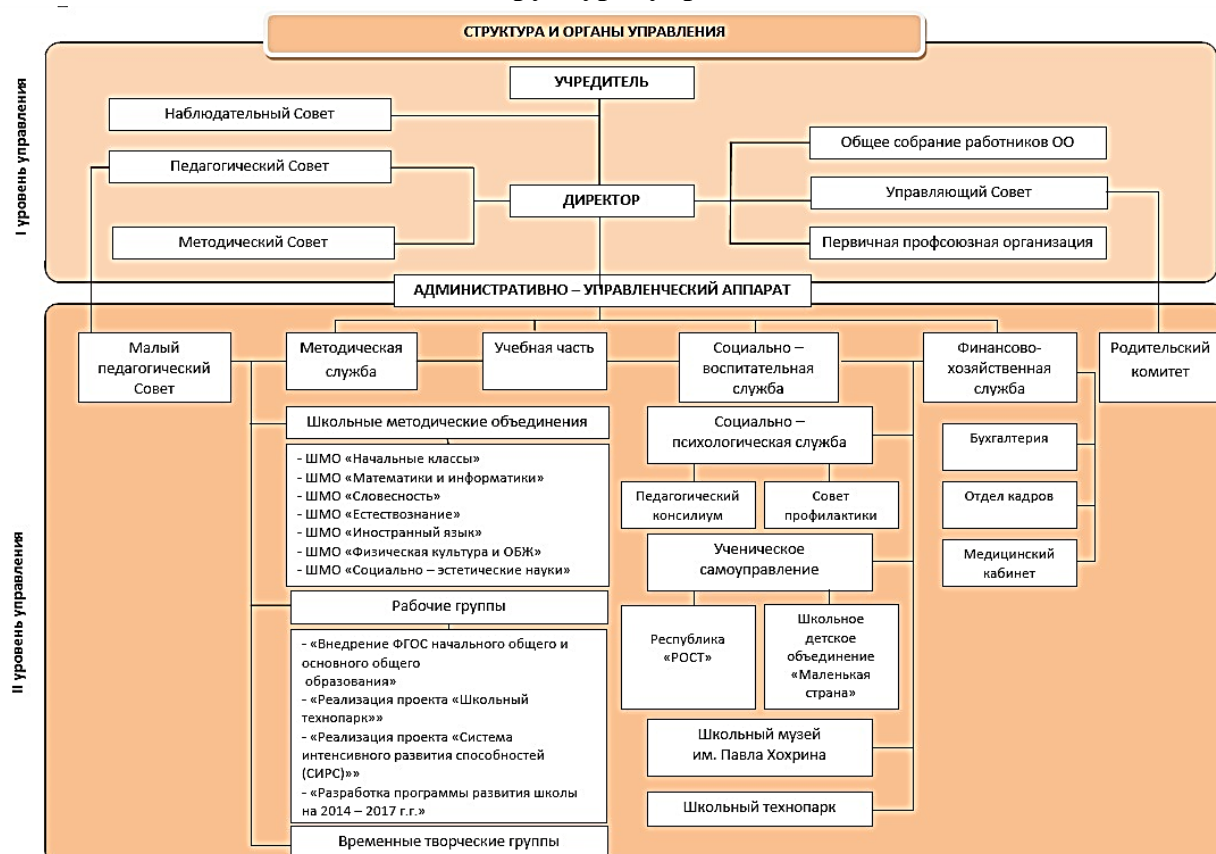 СТРУКТУРА И ОРГАНЫ УПРАВЛЕНИЯ
I уровень управления
УЧРЕДИТЕЛЬ
Наблюдательный Совет
Общее собрание работников ОО
Педагогический Совет
Управляющий Совет
ДИРЕКТОР
Методический Совет
Первичная профсоюзная организация
АДМИНИСТРАТИВНО – УПРАВЛЕНЧЕСКИЙ АППАРАТ
II уровень управления
Малый
педагогический
Совет
Методическая
служба
Учебная часть
Социально –
воспитательная
служба
Финансово-
хозяйственная
служба
Родительский
комитет
Школьные методические объединения
- ШМО «Начальные классы»
- ШМО «Математики и информатики»
- ШМО «Словесность»
- ШМО «Естествознание»
- ШМО «Иностранный язык»
- ШМО «Физическая культура и ОБЖ»
- ШМО «Социально – эстетические науки»
Рабочие группы
- «Внедрение ФГОС начального общего и
основного общего
образования»
- «Реализация проекта «Школьный
технопарк»»
- «Реализация проекта «Система
интенсивного развития способностей
(СИРС)»»
- «Разработка программы развития школы
на 2014 – 2017 г.г.»
Временные творческие группы
Социально –
психологическая служба
Педагогический
консилиум
Совет
профилактики
Ученическое
самоуправление
Республика
«РОСТ»
Школьное
детское
объединение
«Маленькая
страна»
Школьный музей
им. Павла Хохрина
Школьный технопарк
Бухгалтерия
Отдел кадров
Медицинский
кабинет